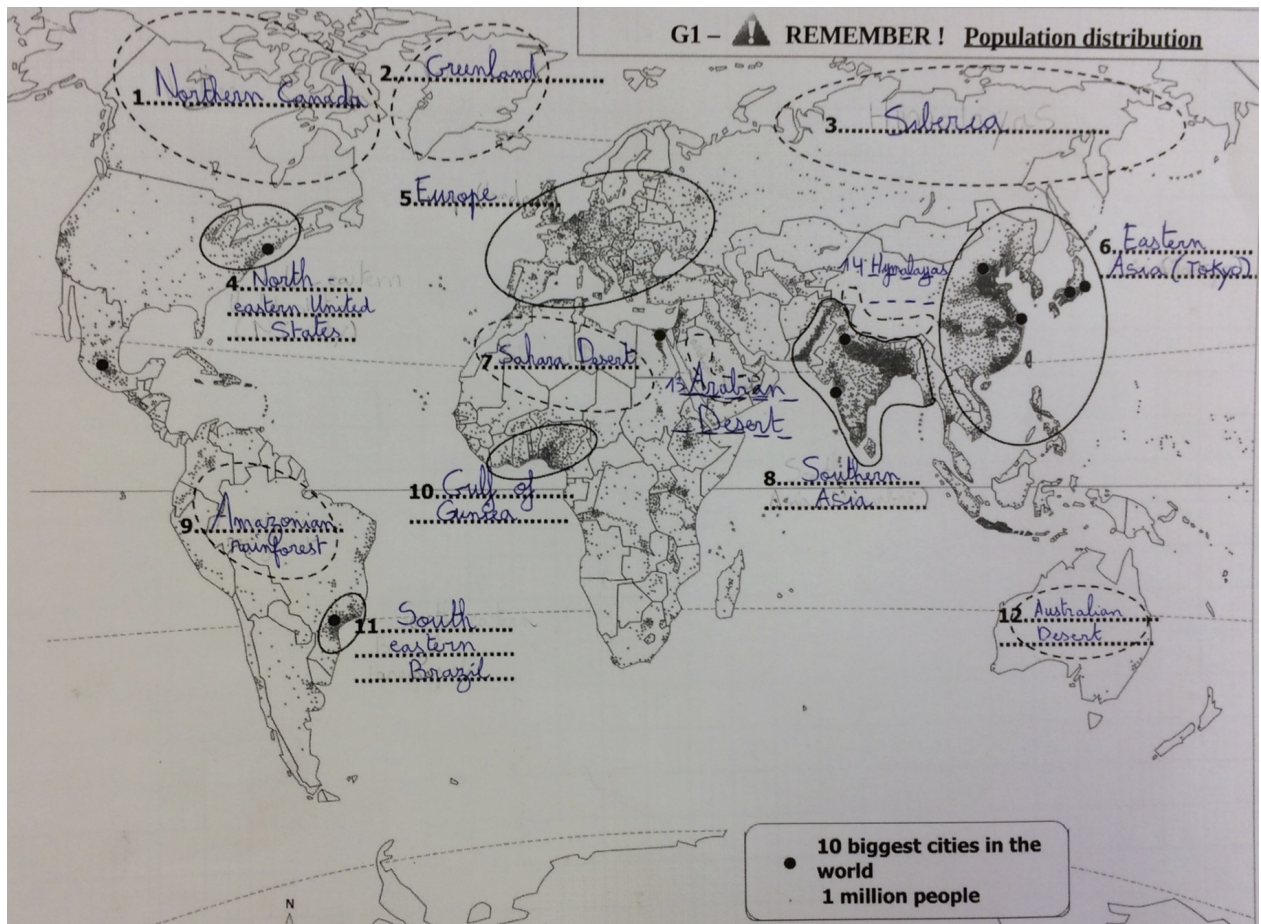 G1 – REMEMBER ! Population distribution
1 Northern Canada
2 Greenland
3 Siberia
5 Europe
4 North
eastern United
States
6 Eastern
Asia (Tokyo)
14 Hymalayas
7 Sahara Desert
13 Arabian
Desert
8 Southern
Asia
10 Gulf of
Guinea
9 Amazonian
rainforest
11 South
eastern
Brazil
12 Australian
Desert
10 biggest cities in the
world
1 million people
N